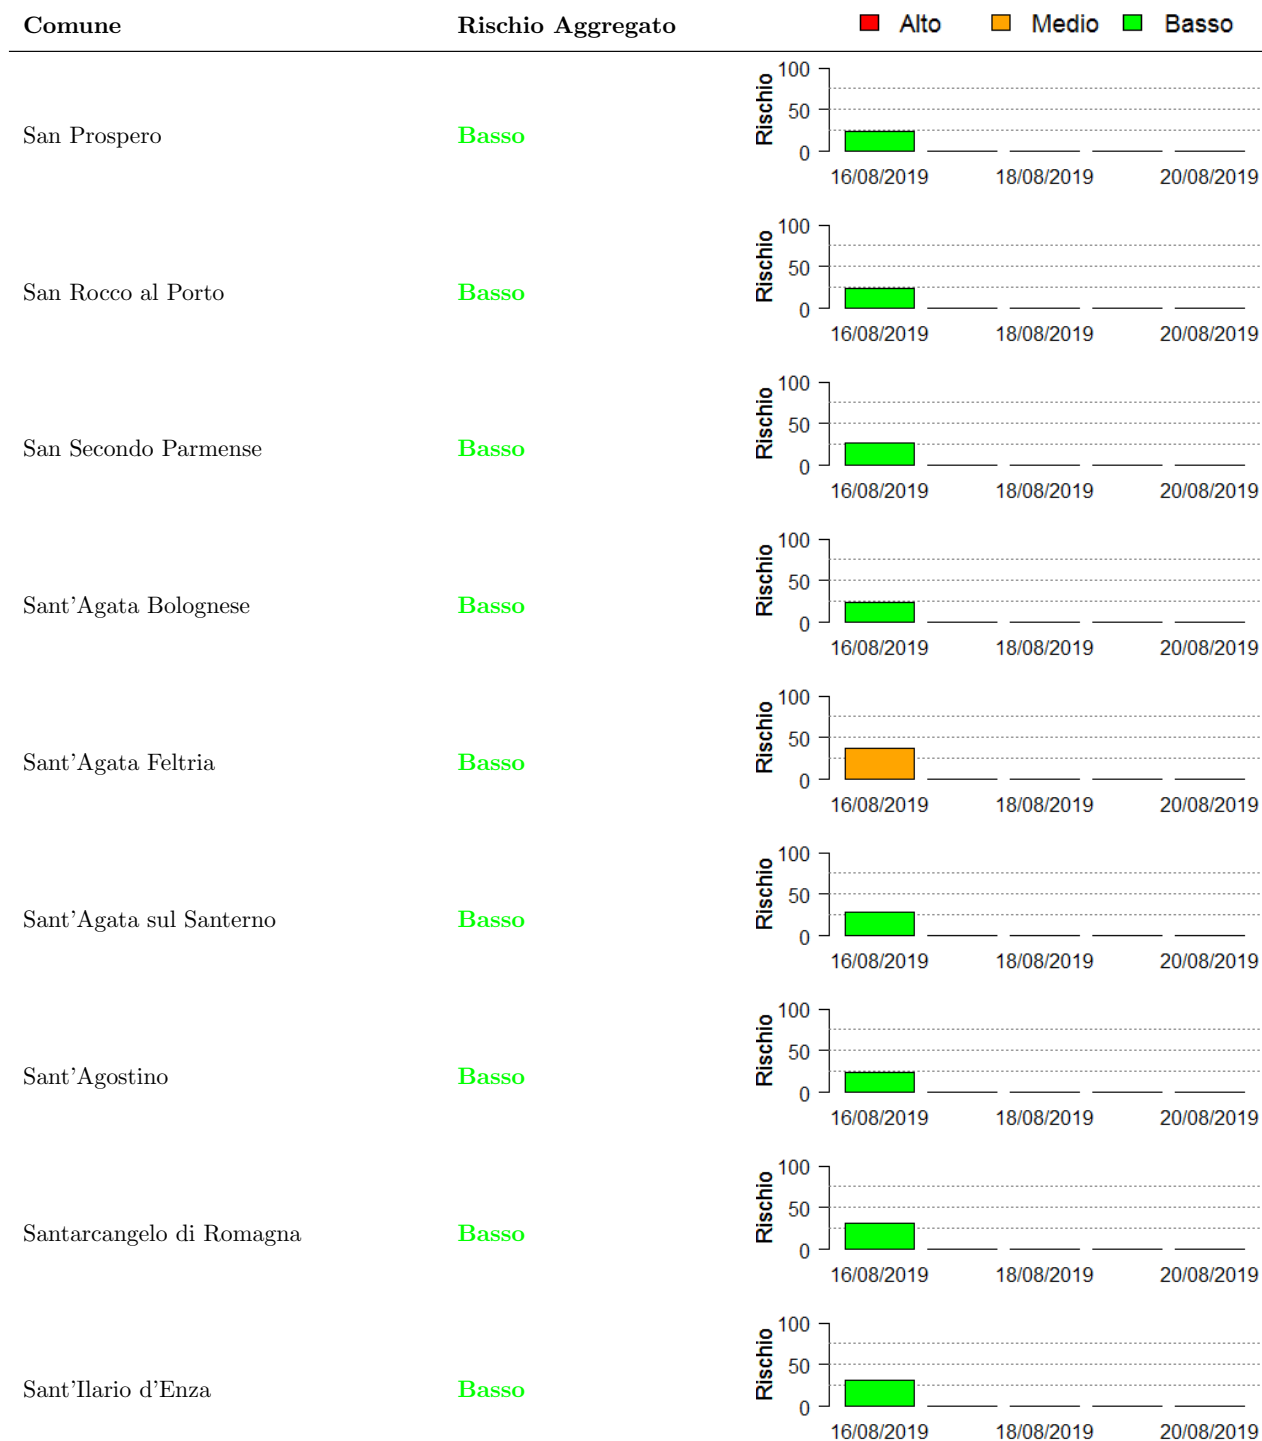 Comune Rischio Aggregato Alto Medio Basso
San Prospero Basso
Rischio
100
50
0
16/08/2019 18/08/2019 20/08/2019
San Rocco al Porto Basso
Rischio
100
50
0
16/08/2019 18/08/2019 20/08/2019
San Secondo Parmense Basso
Rischio
100
50
0
16/08/2019 18/08/2019 20/08/2019
Sant'Agata Bolognese Basso
Rischio
100
50
0
16/08/2019 18/08/2019 20/08/2019
Sant'Agata Feltria Basso
Rischio
100
50
0
16/08/2019 18/08/2019 20/08/2019
Sant'Agata sul Santerno Basso
Rischio
100
50
0
16/08/2019 18/08/2019 20/08/2019
Sant'Agostino Basso
Rischio
100
50
0
16/08/2019 18/08/2019 20/08/2019
Santarcangelo di Romagna Basso
Rischio
100
50
0
16/08/2019 18/08/2019 20/08/2019
Sant'Ilario d'Enza Basso
Rischio
100
50
0
16/08/2019 18/08/2019 20/08/2019